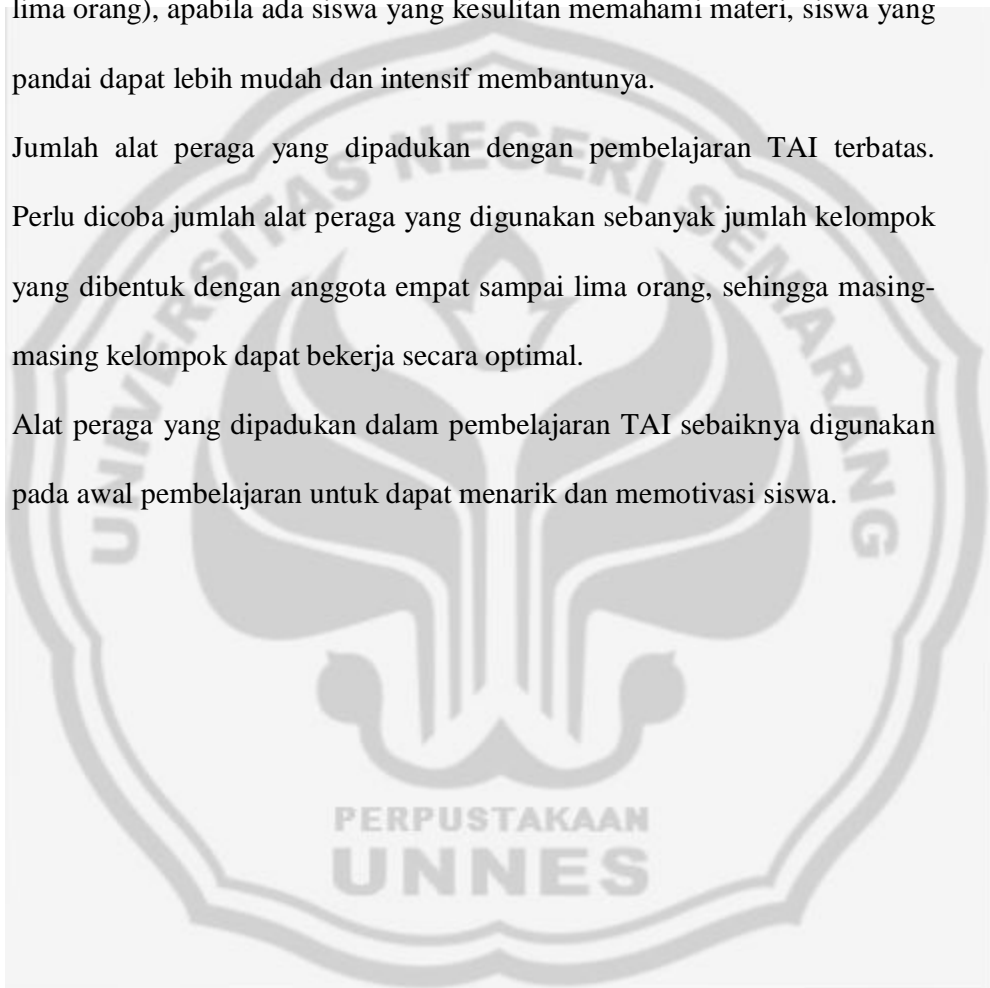 lima orang), apabila ada siswa yang kesulitan memahami materi, siswa yang
pandai dapat lebih mudah dan intensif membantunya.
Jumlah alat peraga yang dipadukan dengan pembelajaran TAI terbatas.
Perlu dicoba jumlah alat peraga yang digunakan sebanyak jumlah kelompok
yang dibentuk dengan anggota empat sampai lima orang, sehingga masing-
masing kelompok dapat bekerja secara optimal.
Alat peraga yang dipadukan dalam pembelajaran TAI sebaiknya digunakan
pada awal pembelajaran untuk dapat menarik dan memotivasi siswa.
UNIVERSITAS NEGERI SEMARANG
PERPUSTAKAAN
UNNES